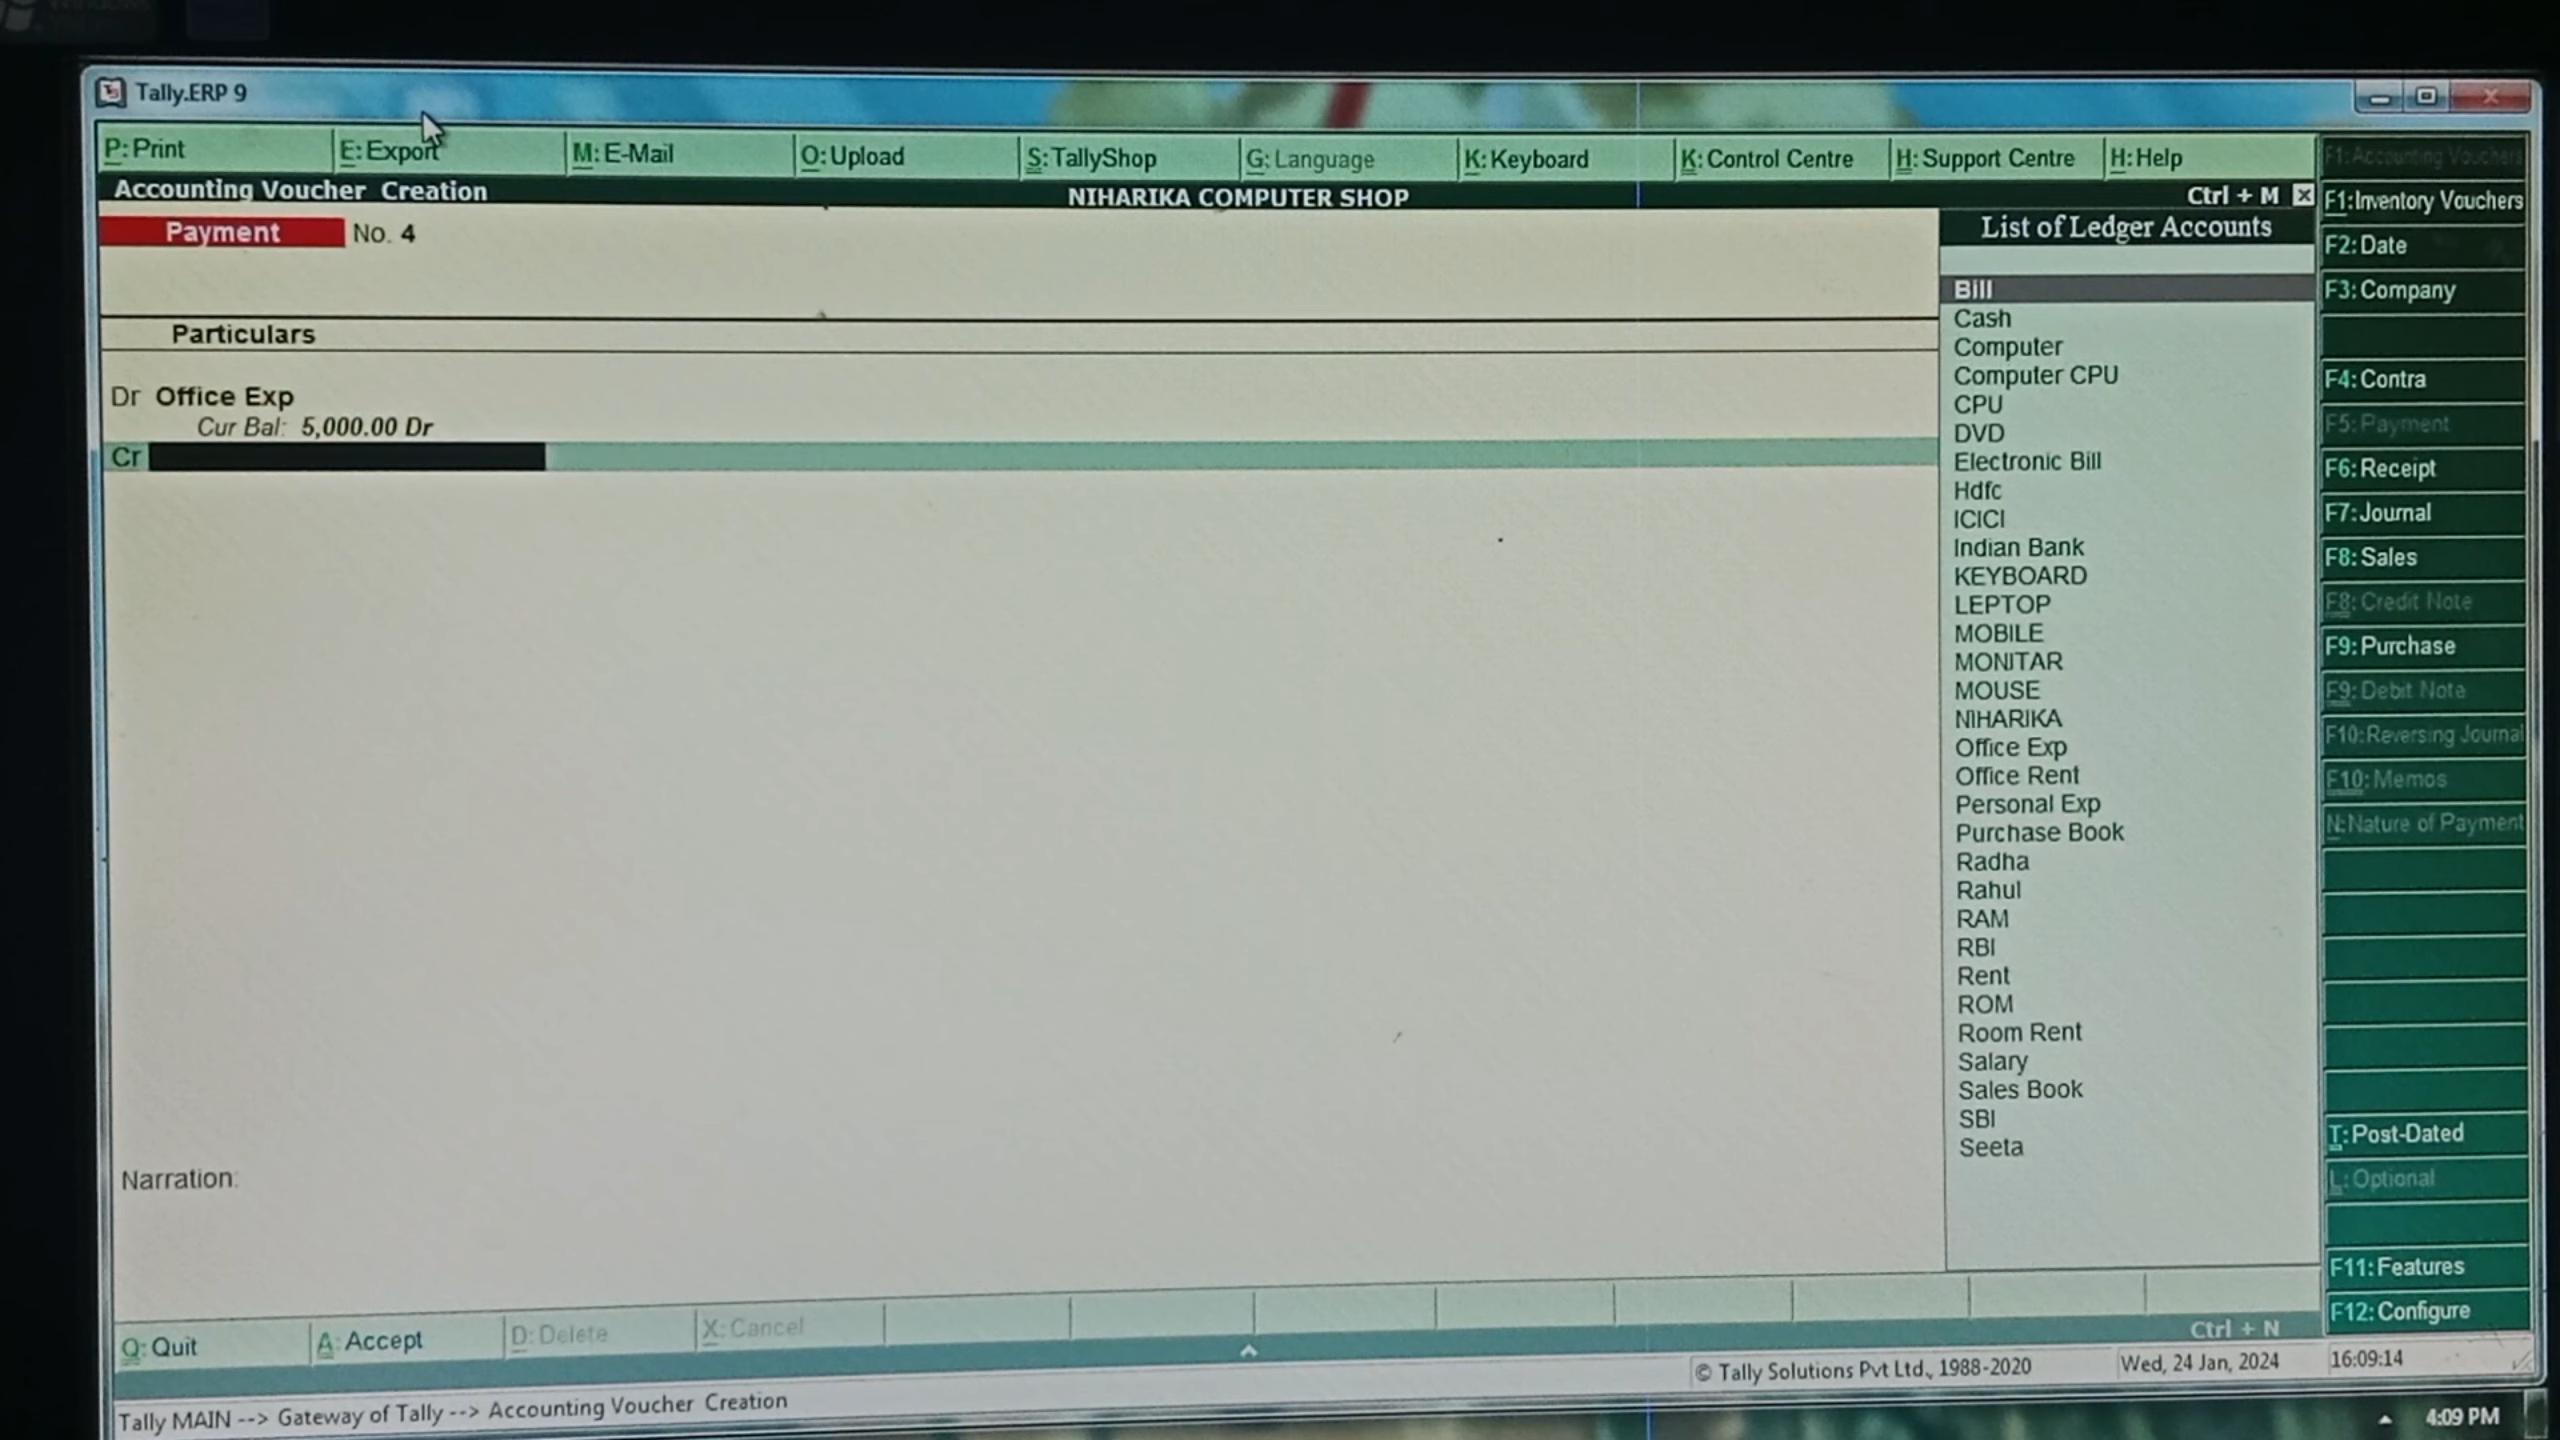 Tally.ERP 9
P: Print E: Export M: E-Mail O: Upload S: TallyShop G: Language K: Keyboard K: Control Centre H: Support Centre H: Help
Accounting Voucher Creation NIHARIKA COMPUTER SHOP Ctrl + M
Payment No. 4
Particulars
Dr Office Exp
Cur Bal: 5,000.00 Dr
Cr
Narration:
List of Ledger Accounts
Bill
Cash
Computer
Computer CPU
CPU
DVD
Electronic Bill
Hdfc
ICICI
Indian Bank
KEYBOARD
LEPTOP
MOBILE
MONITAR
MOUSE
NIHARIKA
Office Exp
Office Rent
Personal Exp
Purchase Book
Radha
Rahul
RAM
RBI
Rent
ROM
Room Rent
Salary
Sales Book
SBI
Seeta
F1: Accounting Vouchers
F1: Inventory Vouchers
F2: Date
F3: Company
F4: Contra
F5: Payment
F6: Receipt
F7: Journal
F8: Sales
F8: Credit Note
F9: Purchase
F9: Debit Note
F10: Reversing Journal
F10: Memos
N: Nature of Payment
T: Post-Dated
L: Optional
F11: Features
F12: Configure
Q: Quit A: Accept D: Delete X: Cancel
Ctrl + N
© Tally Solutions Pvt Ltd., 1988-2020 Wed, 24 Jan, 2024 16:09:14
Tally MAIN --> Gateway of Tally --> Accounting Voucher Creation
4:09 PM